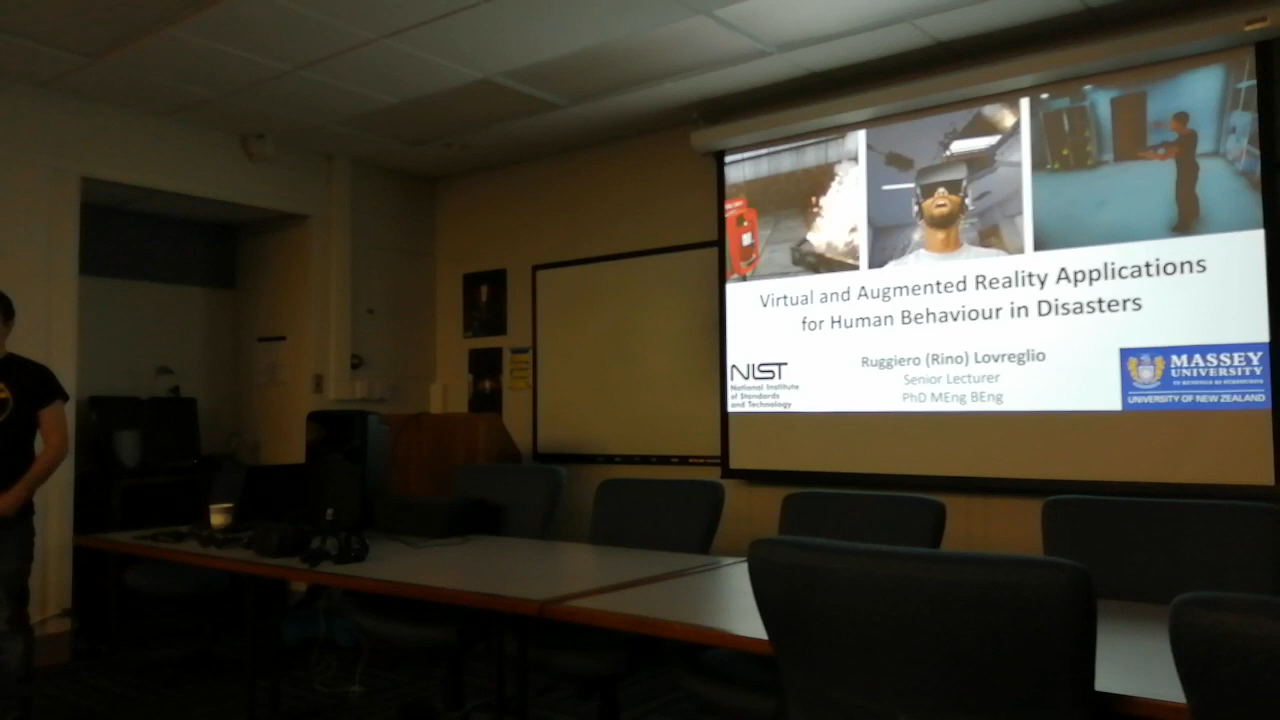 Virtual and Augmented Reality Applications
for Human Behaviour in Disasters
Ruggiero (Rino) Lovreglio
Senior Lecturer
PhD MEng BEng
NIST
National Institute
of Standards
and Technology
MASSEY
UNIVERSITY
UNIVERSITY OF NEW ZEALAND